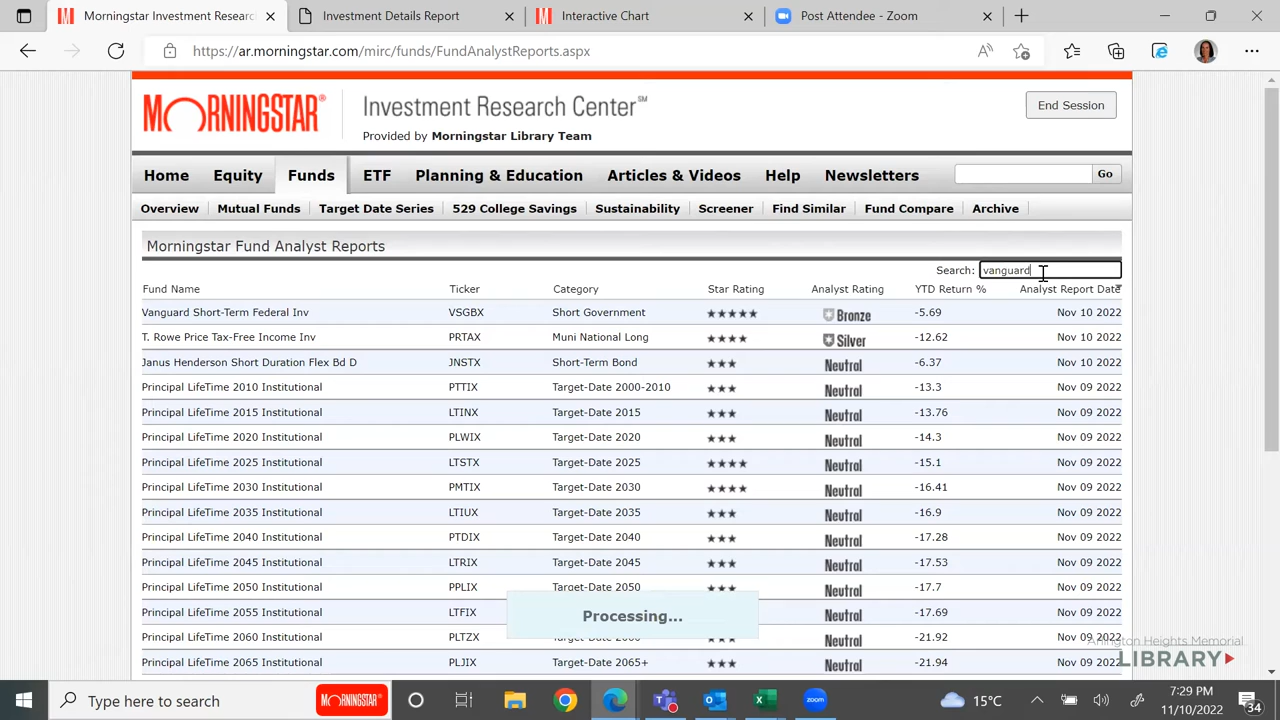 Morningstar Investment Researc
Investment Details Report
Interactive Chart
Post Attendee - Zoom
https://ar.morningstar.com/mirc/funds/FundAnalystReports.aspx
MORNINGSTAR®
Investment Research Center℠
Provided by Morningstar Library Team
End Session
Home Equity Funds ETF Planning & Education Articles & Videos Help Newsletters Go
Overview Mutual Funds Target Date Series 529 College Savings Sustainability Screener Find Similar Fund Compare Archive
Morningstar Fund Analyst Reports
Search: vanguard
Fund Name Ticker Category Star Rating Analyst Rating YTD Return % Analyst Report Date
Vanguard Short-Term Federal Inv VSGBX Short Government ★★★★★ Bronze -5.69 Nov 10 2022
T. Rowe Price Tax-Free Income Inv PRTAX Muni National Long ★★★★ Silver -12.62 Nov 10 2022
Janus Henderson Short Duration Flex Bd D JNSTX Short-Term Bond ★★★ Neutral -6.37 Nov 10 2022
Principal LifeTime 2010 Institutional PTTIX Target-Date 2000-2010 ★★★ Neutral -13.3 Nov 09 2022
Principal LifeTime 2015 Institutional LTINX Target-Date 2015 ★★★ Neutral -13.76 Nov 09 2022
Principal LifeTime 2020 Institutional PLWIX Target-Date 2020 ★★★ Neutral -14.3 Nov 09 2022
Principal LifeTime 2025 Institutional LTSTX Target-Date 2025 ★★★★ Neutral -15.1 Nov 09 2022
Principal LifeTime 2030 Institutional PMTIX Target-Date 2030 ★★★★ Neutral -16.41 Nov 09 2022
Principal LifeTime 2035 Institutional LTIUX Target-Date 2035 ★★★ Neutral -16.9 Nov 09 2022
Principal LifeTime 2040 Institutional PTDIX Target-Date 2040 ★★★ Neutral -17.28 Nov 09 2022
Principal LifeTime 2045 Institutional LTRIX Target-Date 2045 ★★★ Neutral -17.53 Nov 09 2022
Principal LifeTime 2050 Institutional PPLIX Target-Date 2050 ★★★ Neutral -17.7 Nov 09 2022
Principal LifeTime 2055 Institutional LTFIX ★★★ Neutral -17.69 Nov 09 2022
Processing...
Principal LifeTime 2060 Institutional PLTZX ★★★ Neutral -21.92 Nov 09 2022
Principal LifeTime 2065 Institutional PLJIX Target-Date 2065+ ★★★ Neutral -21.94 Nov 09 2022
Arlington Heights Memorial
LIBRARY
Type here to search
MORNINGSTAR
15°C
7:29 PM
11/10/2022
34